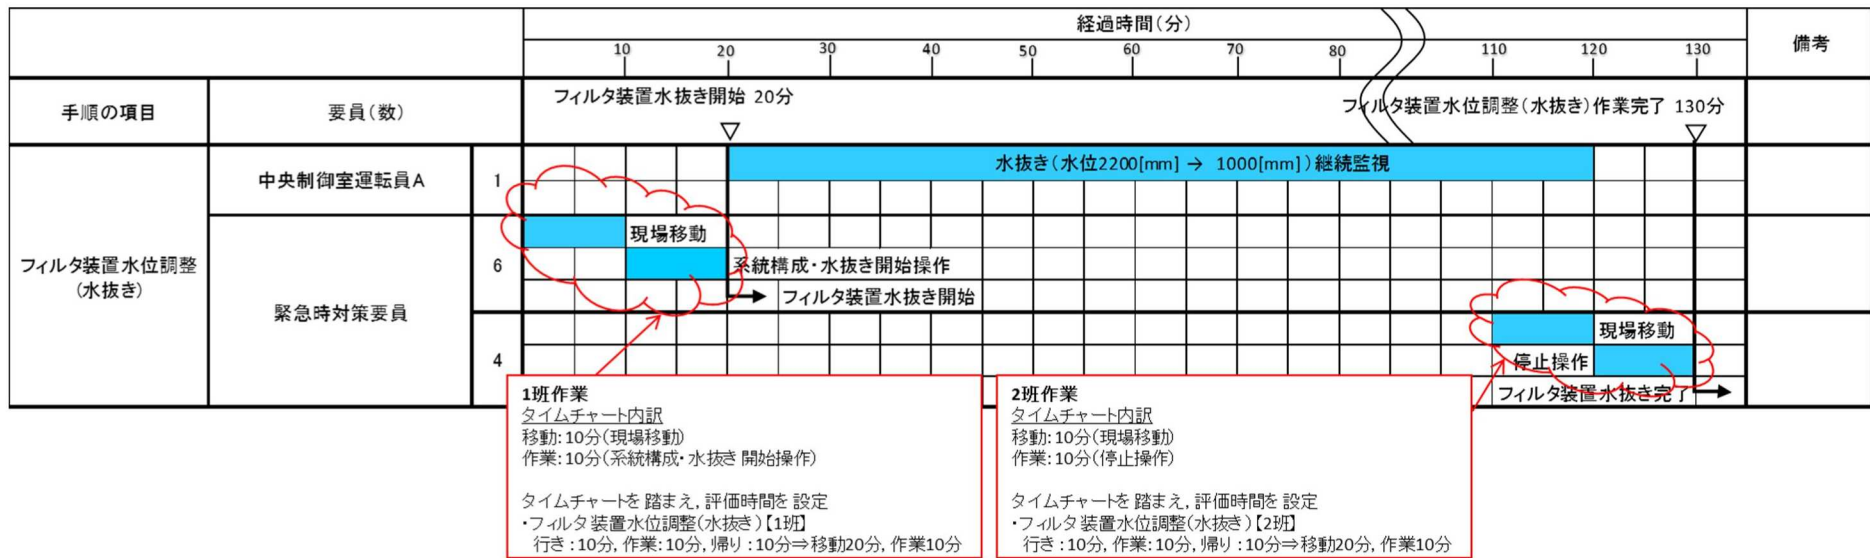 経過時間(分)
備考
10 20 30 40 50 60 70 80 110 120 130
手順の項目
要員(数)
フィルタ装置水抜き開始 20分
フィルタ装置水位調整(水抜き)作業完了 130分
フィルタ装置水位調整
(水抜き)
中央制御室運転員A
1
水抜き(水位2200[mm] → 1000[mm])継続監視
緊急時対策要員
6
現場移動
系統構成・水抜き開始操作
フィルタ装置水抜き開始
4
現場移動
停止操作
フィルタ装置水抜き完了
1班作業
タイムチャート内訳
移動:10分(現場移動)
作業:10分(系統構成・水抜き開始操作)
タイムチャートを踏まえ,評価時間を設定
・フィルタ装置水位調整(水抜き)【1班】
行き:10分,作業:10分,帰り:10分⇒移動20分,作業10分
2班作業
タイムチャート内訳
移動:10分(現場移動)
作業:10分(停止操作)
タイムチャートを踏まえ,評価時間を設定
・フィルタ装置水位調整(水抜き)【2班】
行き:10分,作業:10分,帰り:10分⇒移動20分,作業10分